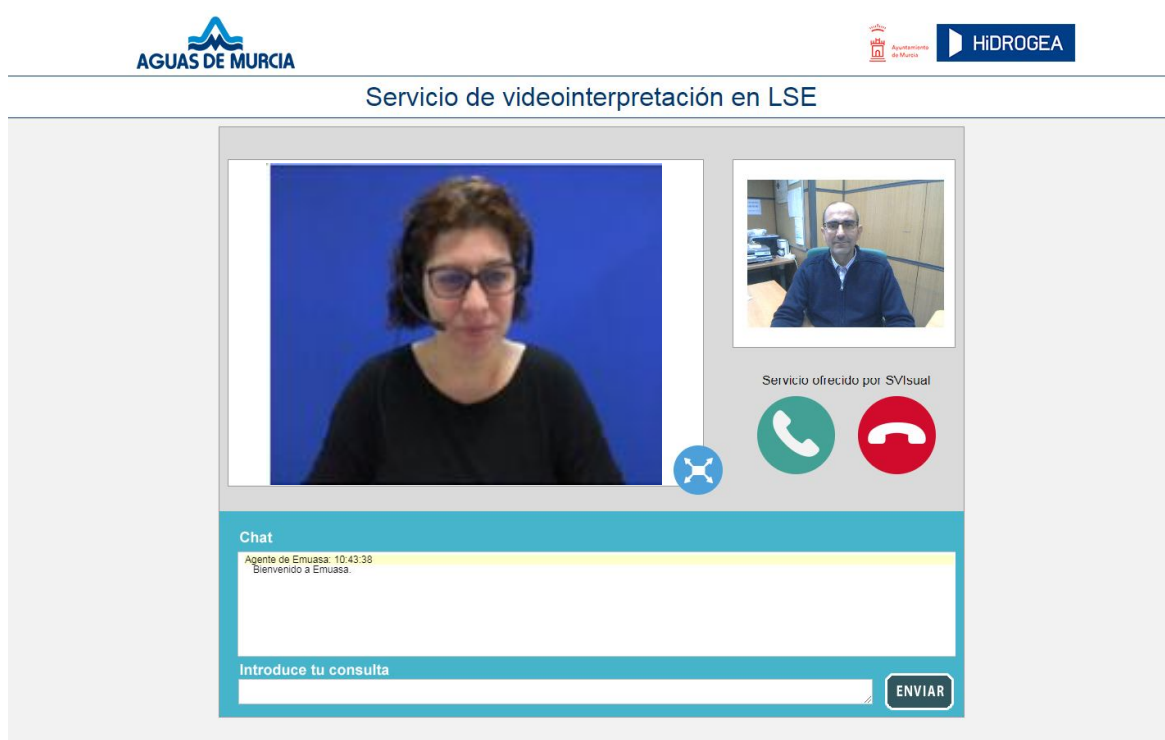 AGUAS DE MURCIA
Ayuntamiento
de Murcia
HiDROGEA
Servicio de videointerpretación en LSE
Servicio ofrecido por SVIsual
Chat
Agente de Emuasa: 10:43:38
Bienvenido a Emuasa.
Introduce tu consulta
ENVIAR